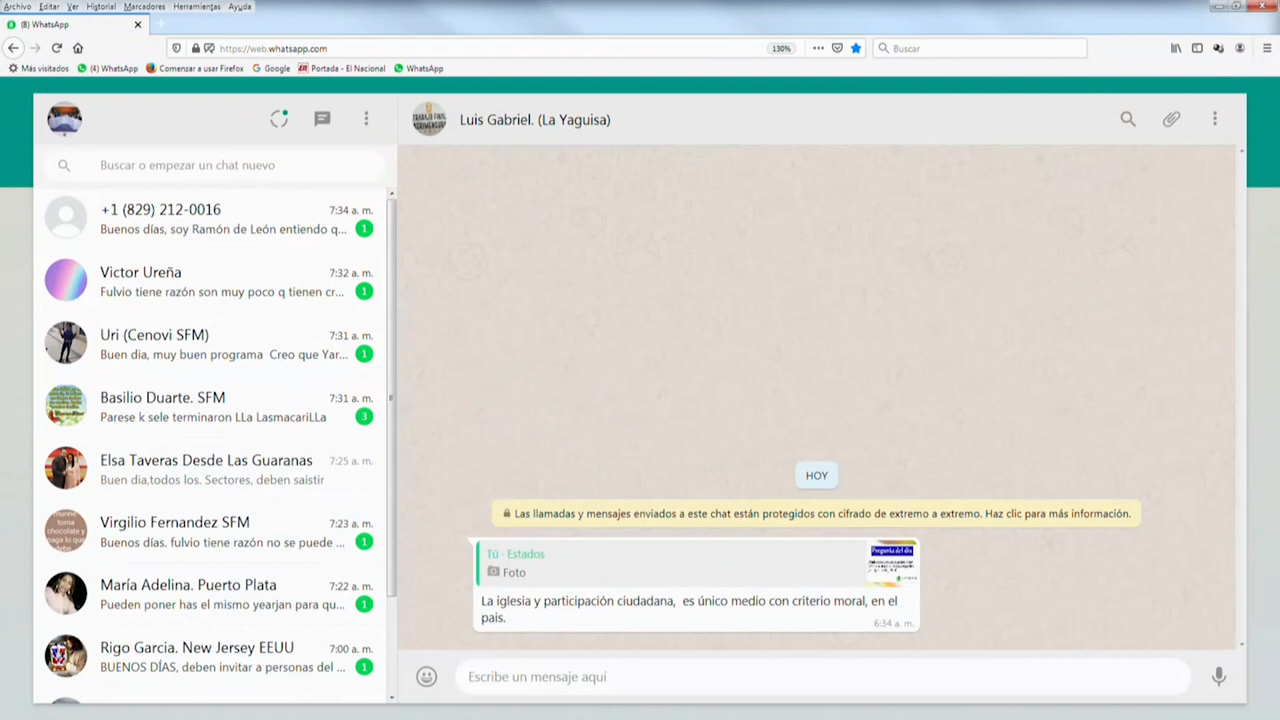 Archivo Editar Ver Historial Marcadores Herramientas Ayuda
(8) WhatsApp
https://web.whatsapp.com
130%
Buscar
Más visitados (4) WhatsApp Comenzar a usar Firefox Google Portada - El Nacional WhatsApp
Luis Gabriel. (La Yaguisa)
Buscar o empezar un chat nuevo
+1 (829) 212-0016 7:34 a. m.
Buenos días, soy Ramón de León entiendo q... 1
Victor Ureña 7:32 a. m.
Fulvio tiene razón son muy poco q tienen cr... 1
Uri (Cenovi SFM) 7:31 a. m.
Buen dia, muy buen programa Creo que Yar... 1
Basilio Duarte. SFM 7:31 a. m.
Parese k sele terminaron LLa LasmacariLLa 3
Elsa Taveras Desde Las Guaranas 7:25 a. m.
Buen dia,todos los. Sectores, deben saistir
Virgilio Fernandez SFM 7:23 a. m.
Buenos días. fulvio tiene razón no se puede ... 1
María Adelina. Puerto Plata 7:22 a. m.
Pueden poner has el mismo yearjan para qu... 1
Rigo Garcia. New Jersey EEUU 7:00 a. m.
BUENOS DÍAS, deben invitar a personas del ... 1
toma
chocolate y
paga lo que
debe
TRABAJO FINAL
HOY
Las llamadas y mensajes enviados a este chat están protegidos con cifrado de extremo a extremo. Haz clic para más información.
Tú - Estados
Foto
Pregunta del día
La iglesia y participación ciudadana, es único medio con criterio moral, en el
pais.
6:34 a. m.
Escribe un mensaje aquí